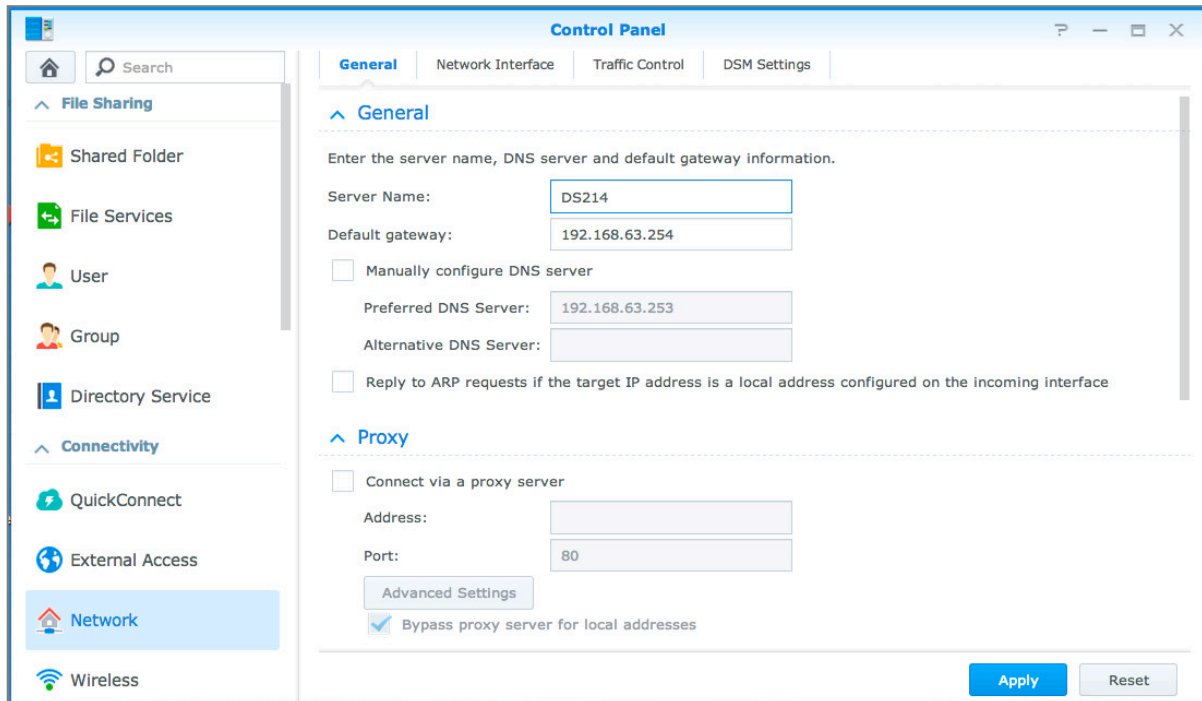 Control Panel
Search
File Sharing
Shared Folder
File Services
User
Group
Directory Service
Connectivity
QuickConnect
External Access
Network
Wireless
General Network Interface Traffic Control DSM Settings
General
Enter the server name, DNS server and default gateway information.
Server Name: DS214
Default gateway: 192.168.63.254
Manually configure DNS server
Preferred DNS Server: 192.168.63.253
Alternative DNS Server:
Reply to ARP requests if the target IP address is a local address configured on the incoming interface
Proxy
Connect via a proxy server
Address:
Port: 80
Advanced Settings
Bypass proxy server for local addresses
Apply Reset